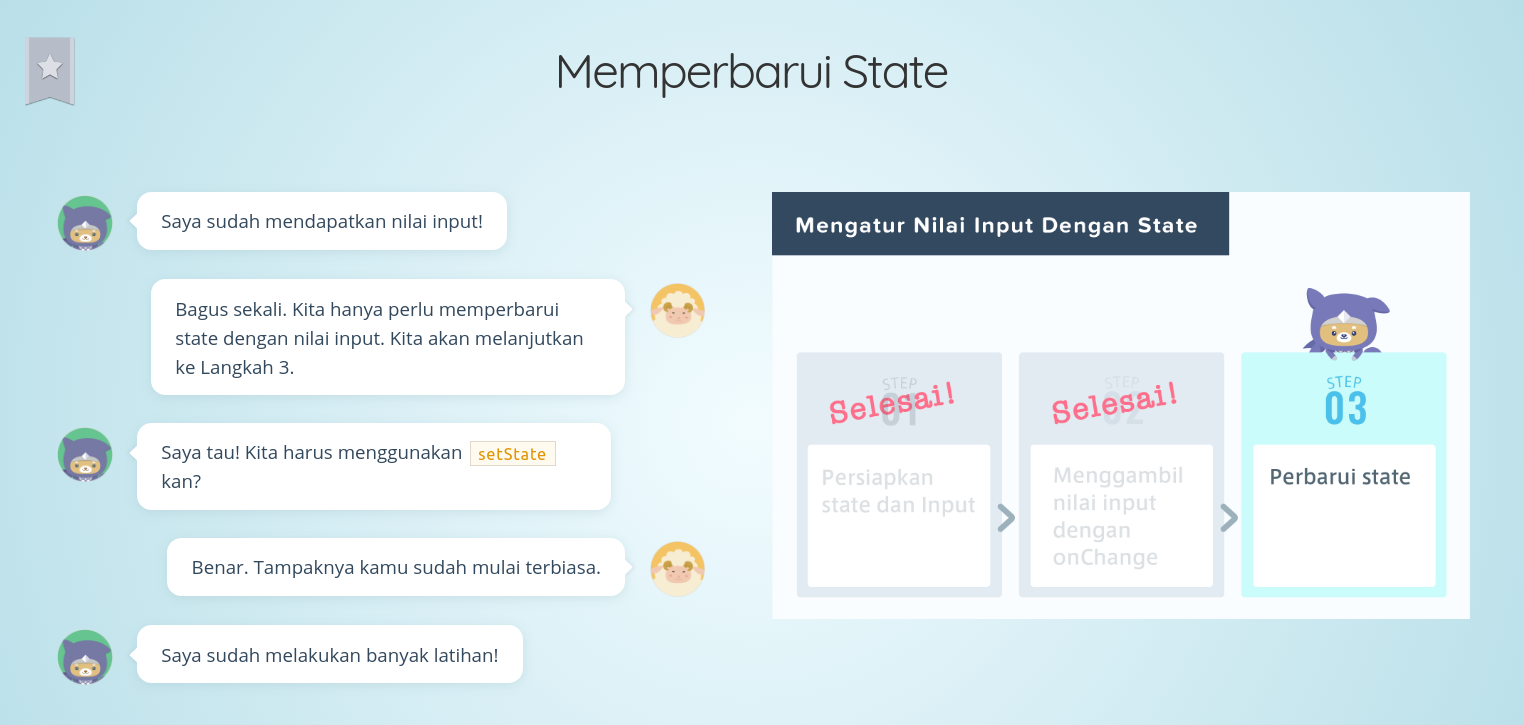 Memperbarui State
Saya sudah mendapatkan nilai input!
Bagus sekali. Kita hanya perlu memperbarui
state dengan nilai input. Kita akan melanjutkan
ke Langkah 3.
Saya tau! Kita harus menggunakan setState
kan?
Benar. Tampaknya kamu sudah mulai terbiasa.
Saya sudah melakukan banyak latihan!
Mengatur Nilai Input Dengan State
STEP
01
Selesai!
Persiapkan
state dan Input
STEP
02
Selesai!
Menggambil
nilai input
dengan
onChange
STEP
03
Perbarui state